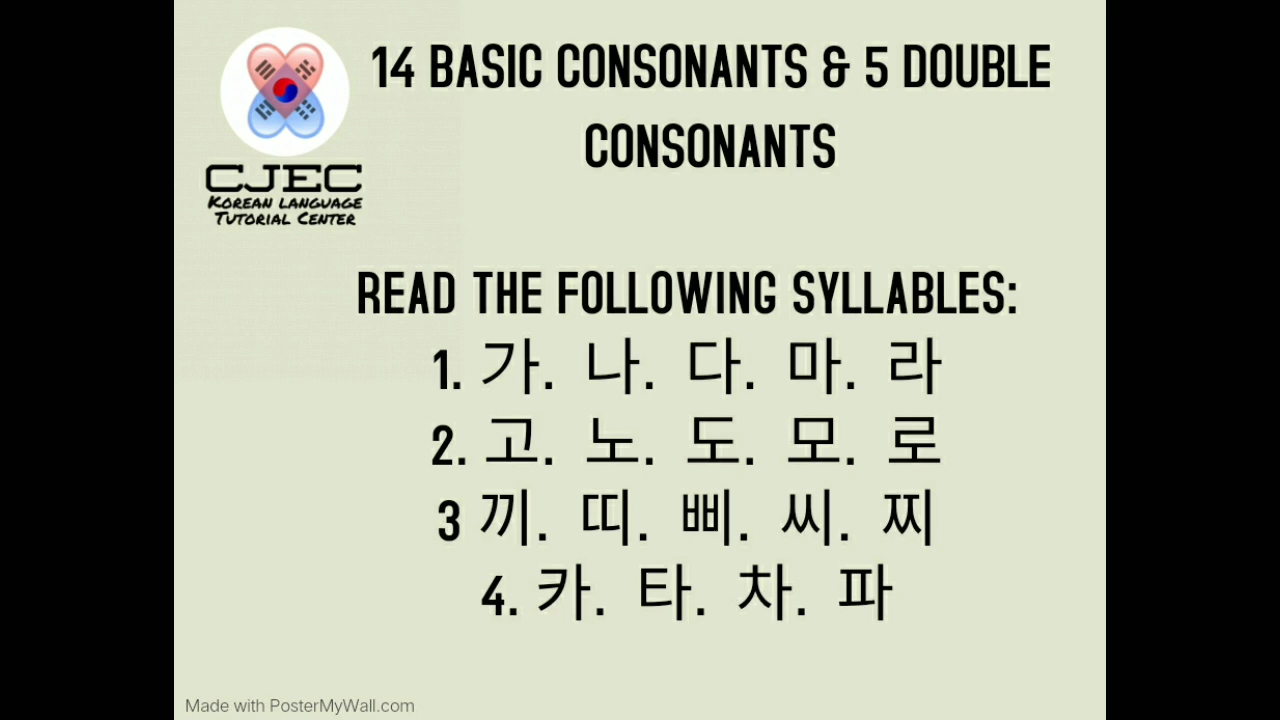 14 BASIC CONSONANTS & 5 DOUBLE
CONSONANTS
CJEC
KOREAN LANGUAGE
TUTORIAL CENTER
READ THE FOLLOWING SYLLABLES:
1. 가. 나. 다. 마. 라
2. 고. 노. 도. 모. 로
3 끼. 띠. 삐. 씨. 찌
4. 카. 타. 차. 파
Made with PosterMyWall.com